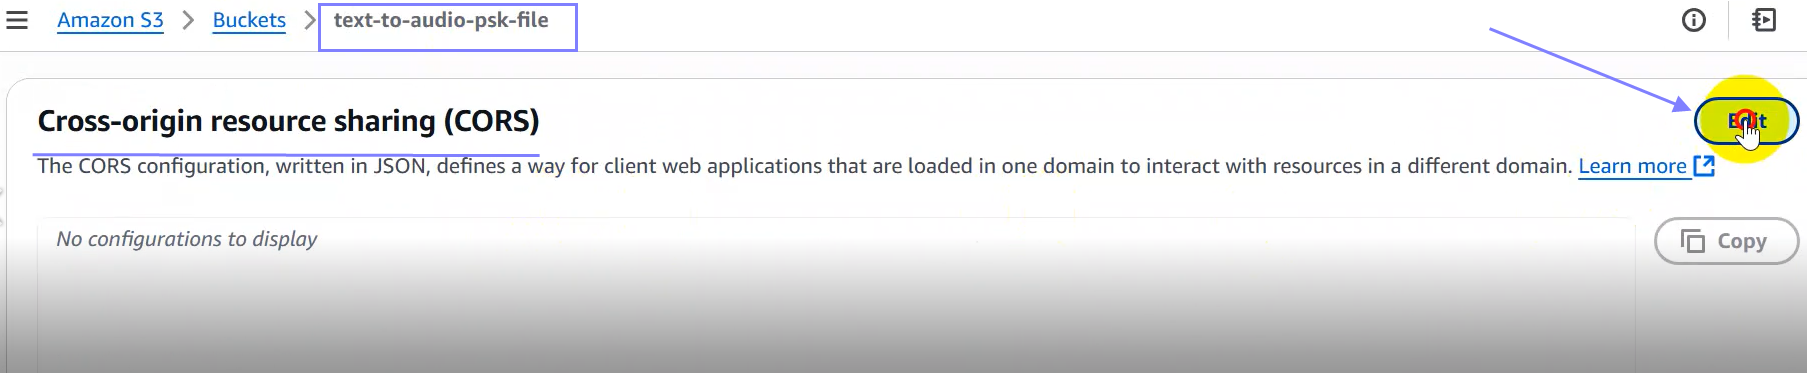 Amazon S3 > Buckets > text-to-audio-psk-file
Cross-origin resource sharing (CORS)
Edit
The CORS configuration, written in JSON, defines a way for client web applications that are loaded in one domain to interact with resources in a different domain. Learn more
No configurations to display
Copy